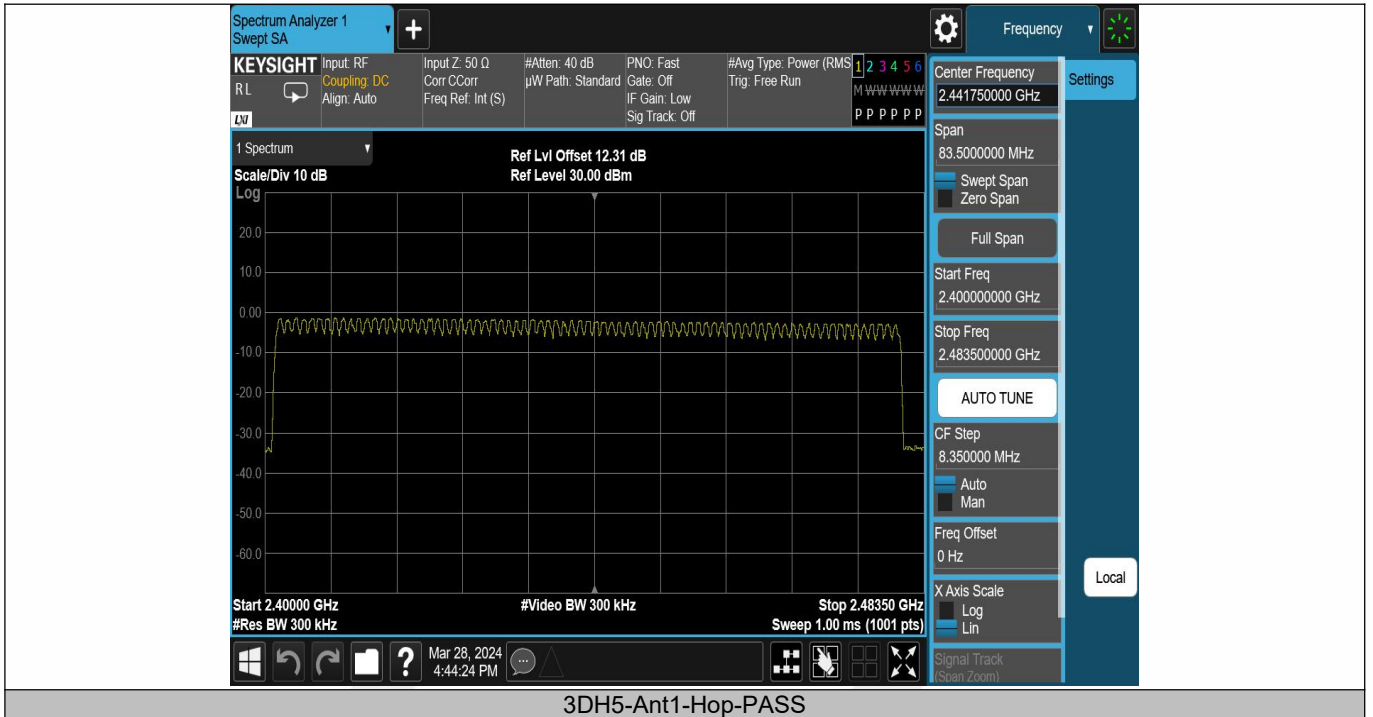 Spectrum Analyzer 1
Swept SA
+
Frequency
KEYSIGHT
RL
LXI
Input: RF
Coupling: DC
Align: Auto
Input Z: 50 Ω
Corr CCorr
Freq Ref: Int (S)
#Atten: 40 dB
µW Path: Standard
PNO: Fast
Gate: Off
IF Gain: Low
Sig Track: Off
#Avg Type: Power (RMS
Trig: Free Run
1 2 3 4 5 6
M W W W W W
P P P P P P
Center Frequency
2.441750000 GHz
Settings
Span
83.5000000 MHz
Swept Span
Zero Span
Full Span
Start Freq
2.400000000 GHz
Stop Freq
2.483500000 GHz
AUTO TUNE
CF Step
8.350000 MHz
Auto
Man
Freq Offset
0 Hz
X Axis Scale
Log
Lin
Signal Track
(Span Zoom)
Local
1 Spectrum
Scale/Div 10 dB
Ref Lvl Offset 12.31 dB
Ref Level 30.00 dBm
Log
20.0
10.0
0.00
-10.0
-20.0
-30.0
-40.0
-50.0
-60.0
Start 2.40000 GHz
#Video BW 300 kHz
Stop 2.48350 GHz
#Res BW 300 kHz
Sweep 1.00 ms (1001 pts)
?
Mar 28, 2024
4:44:24 PM
3DH5-Ant1-Hop-PASS